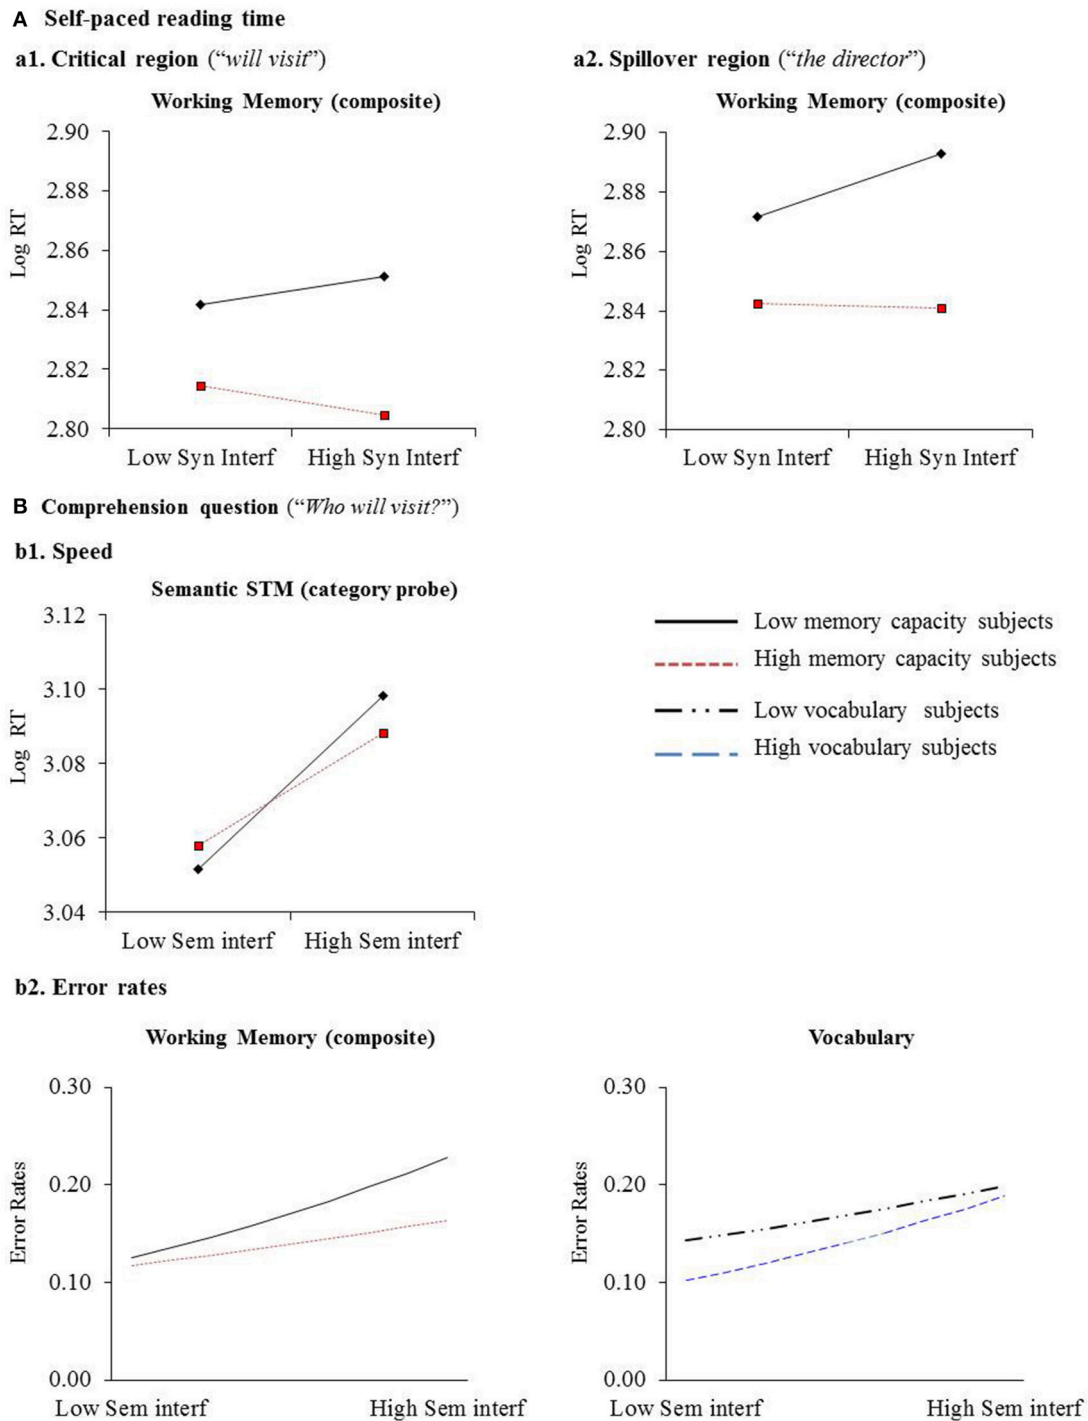 A Self-paced reading time
a1. Critical region (“will visit”)
a2. Spillover region (“the director”)
Working Memory (composite)
2.90
2.88
2.86
2.84
2.82
2.80
Log RT
Low Syn Interf High Syn Interf
Working Memory (composite)
2.90
2.88
2.86
2.84
2.82
2.80
Log RT
Low Syn Interf High Syn Interf
B Comprehension question (“Who will visit?”)
b1. Speed
Semantic STM (category probe)
3.12
3.10
3.08
3.06
3.04
Log RT
Low Sem interf High Sem interf
Low memory capacity subjects
High memory capacity subjects
Low vocabulary subjects
High vocabulary subjects
b2. Error rates
Working Memory (composite)
0.30
0.20
0.10
0.00
Error Rates
Low Sem interf High Sem interf
Vocabulary
0.30
0.20
0.10
0.00
Error Rates
Low Sem interf High Sem interf